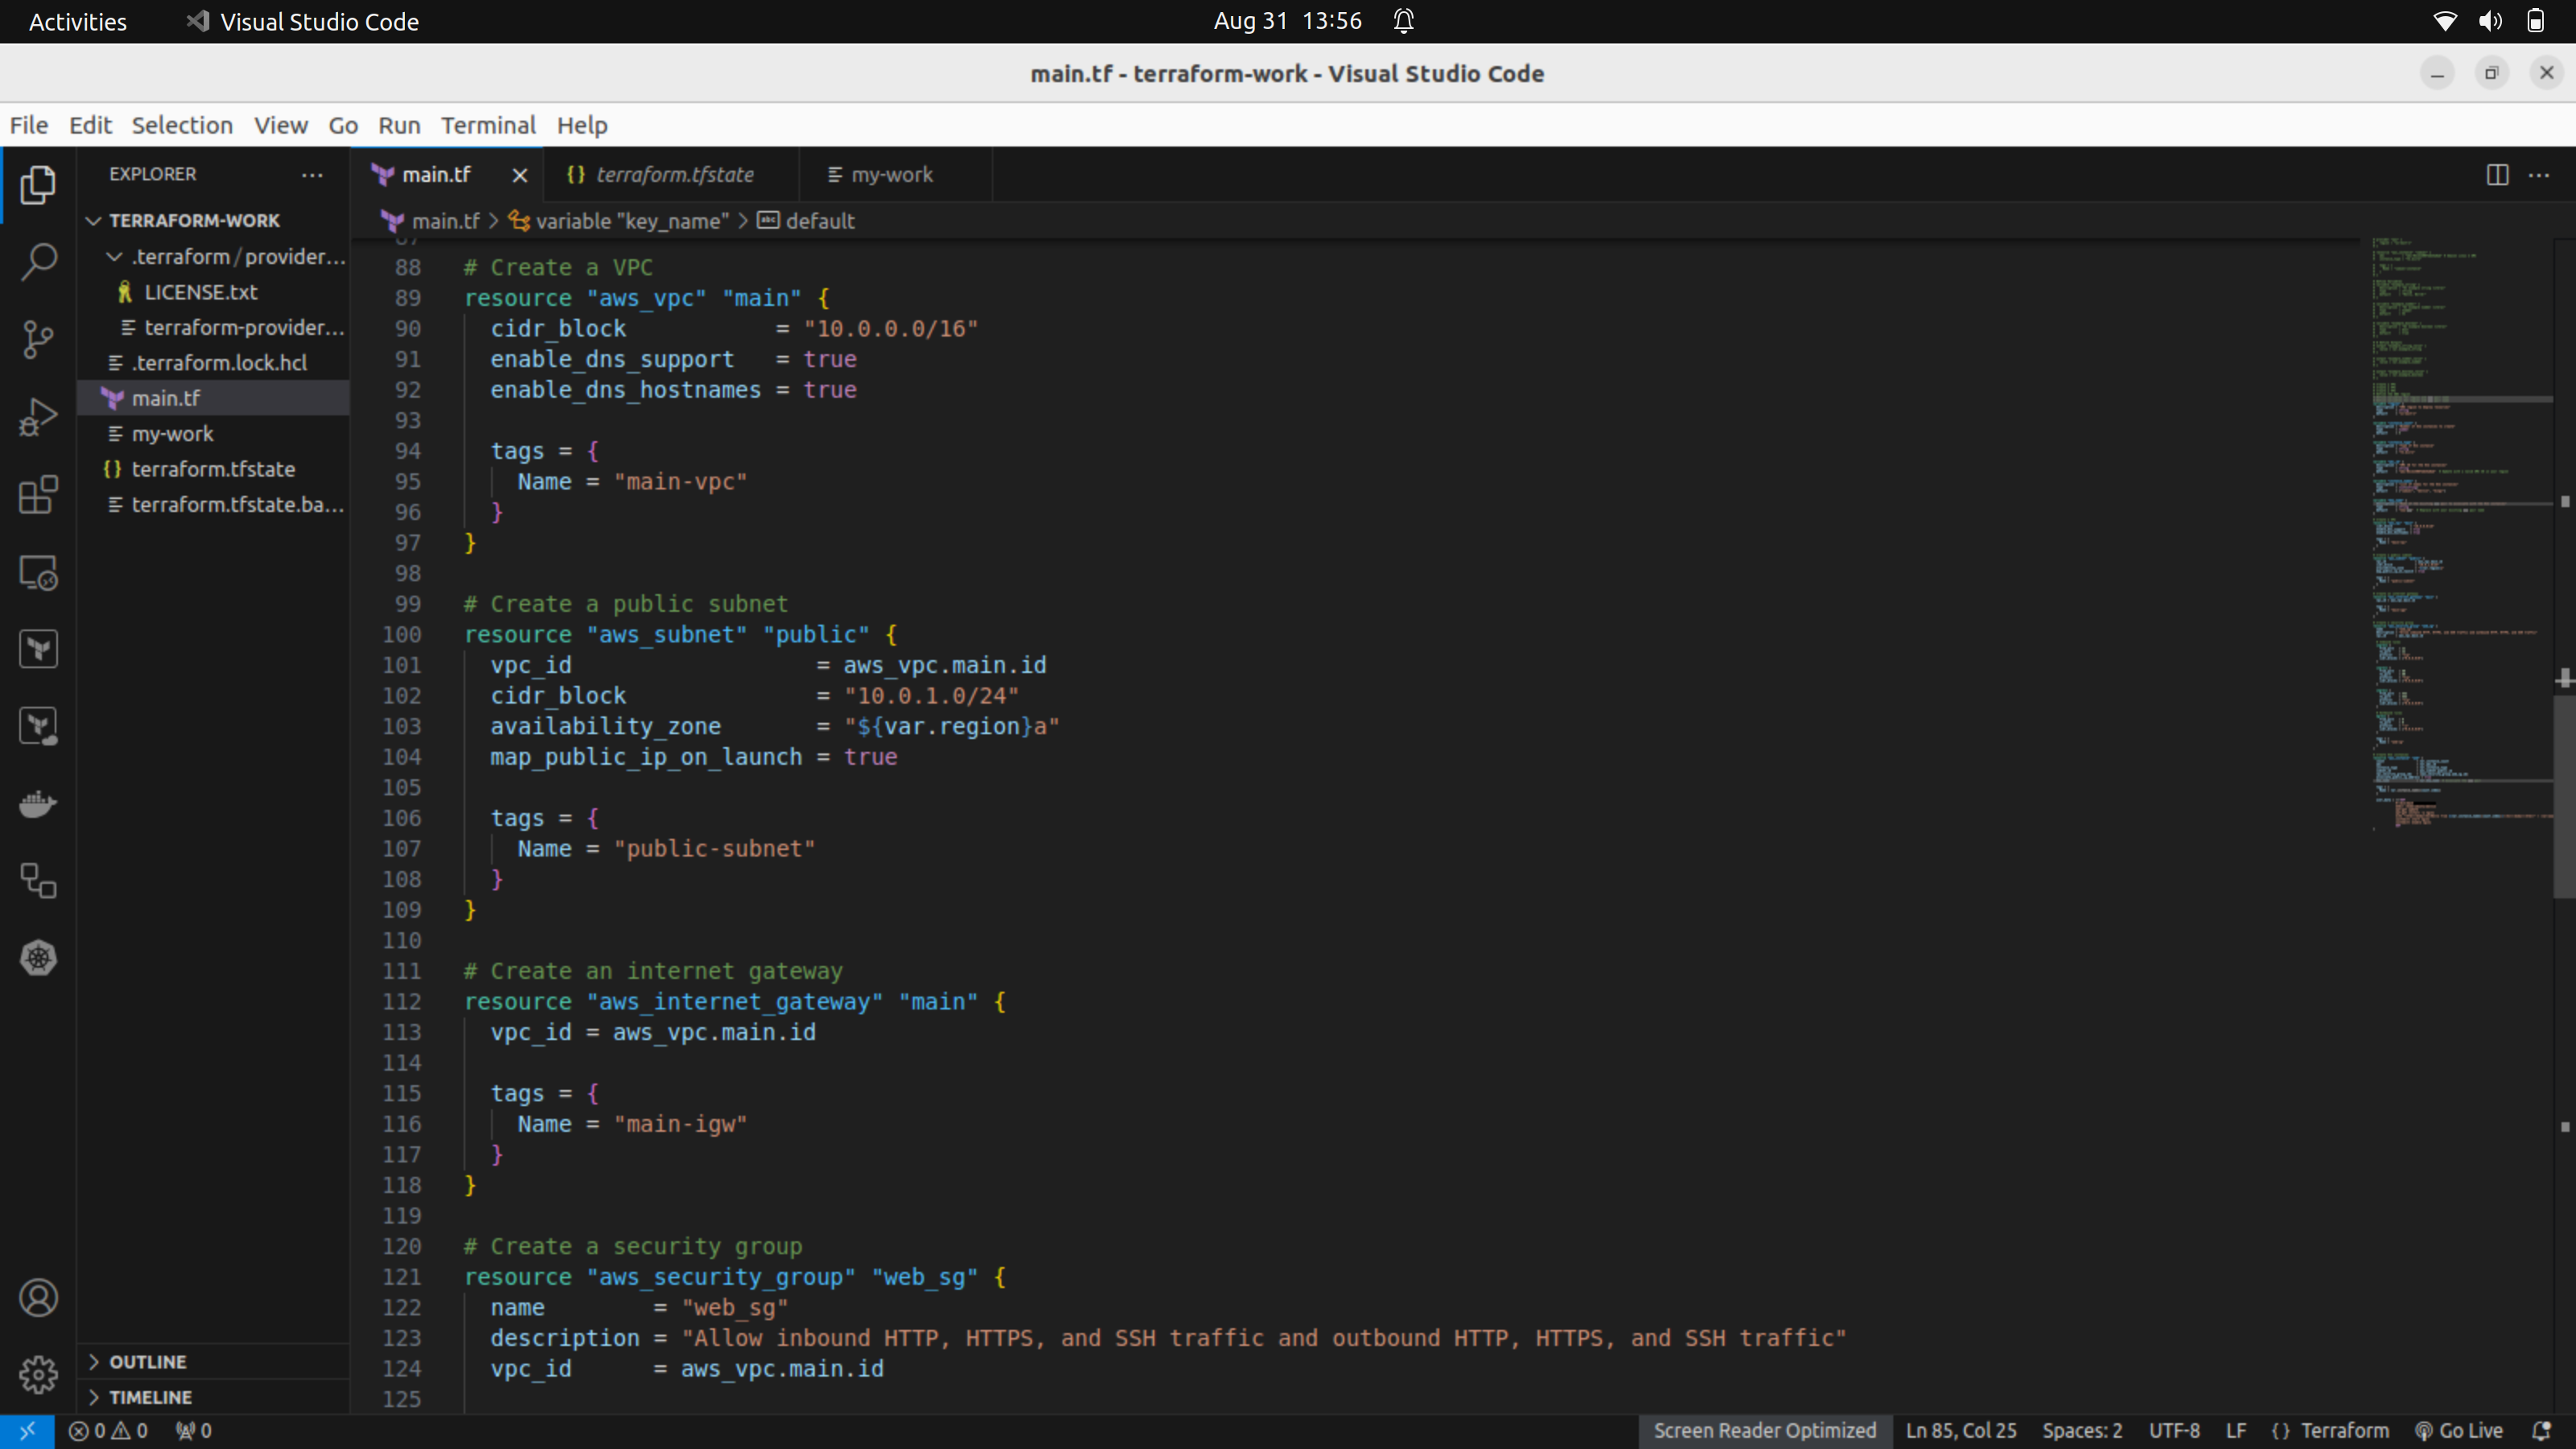 Activities
Visual Studio Code
Aug 31 13:56
main.tf - terraform-work - Visual Studio Code
File Edit Selection View Go Run Terminal Help
EXPLORER
main.tf
terraform.tfstate
my-work
TERRAFORM-WORK
main.tf > variable "key_name" > default
.terraform / provider...
LICENSE.txt
terraform-provider...
.terraform.lock.hcl
main.tf
my-work
terraform.tfstate
terraform.tfstate.ba...
OUTLINE
TIMELINE
87
88 # Create a VPC
89 resource "aws_vpc" "main" {
90 cidr_block = "10.0.0.0/16"
91 enable_dns_support = true
92 enable_dns_hostnames = true
93
94 tags = {
95 Name = "main-vpc"
96 }
97 }
98
99 # Create a public subnet
100 resource "aws_subnet" "public" {
101 vpc_id = aws_vpc.main.id
102 cidr_block = "10.0.1.0/24"
103 availability_zone = "${var.region}a"
104 map_public_ip_on_launch = true
105
106 tags = {
107 Name = "public-subnet"
108 }
109 }
110
111 # Create an internet gateway
112 resource "aws_internet_gateway" "main" {
113 vpc_id = aws_vpc.main.id
114
115 tags = {
116 Name = "main-igw"
117 }
118 }
119
120 # Create a security group
121 resource "aws_security_group" "web_sg" {
122 name = "web_sg"
123 description = "Allow inbound HTTP, HTTPS, and SSH traffic and outbound HTTP, HTTPS, and SSH traffic"
124 vpc_id = aws_vpc.main.id
125
0 0 0
Screen Reader Optimized Ln 85, Col 25 Spaces: 2 UTF-8 LF {} Terraform Go Live